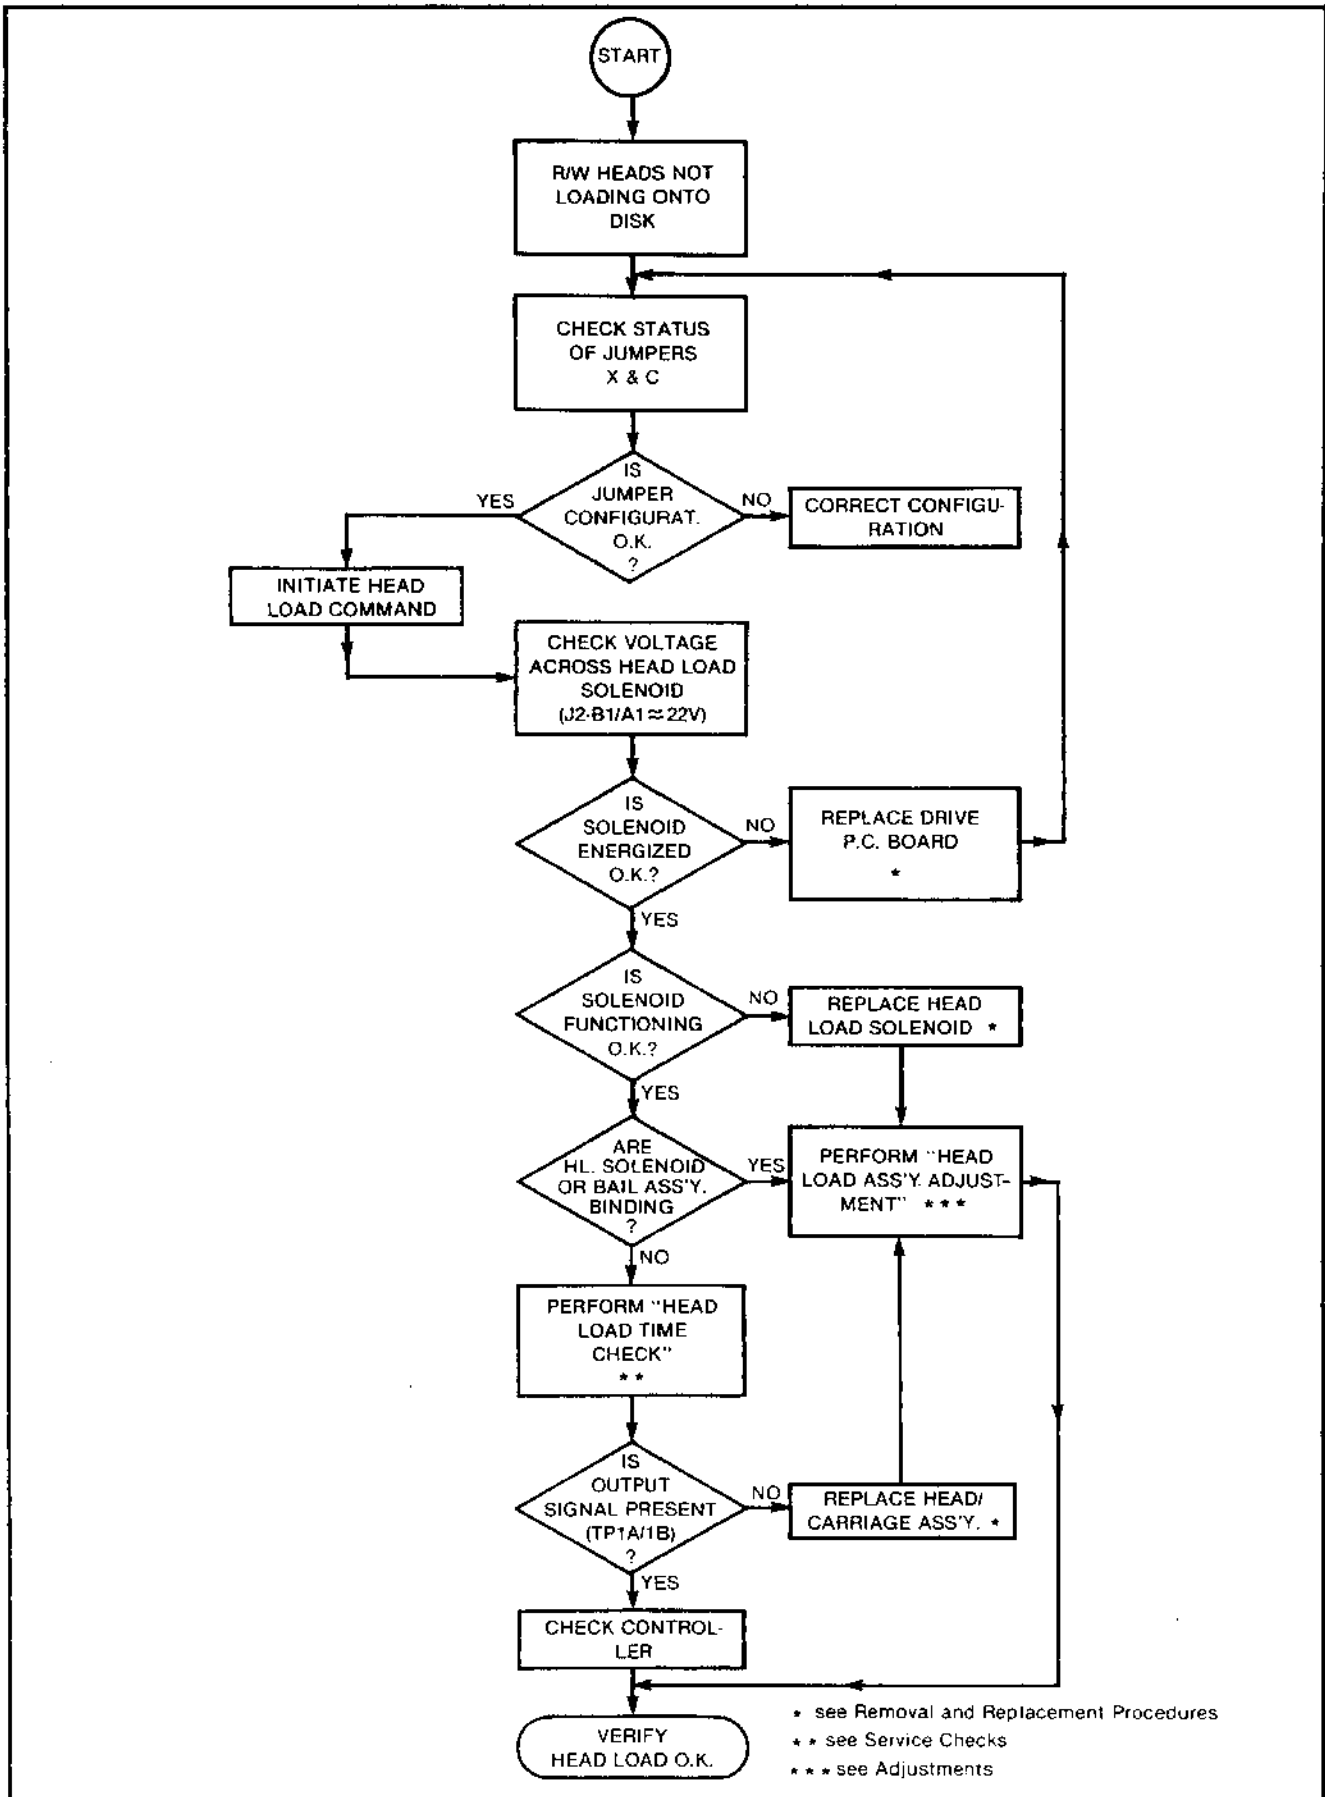 START
R/W HEADS NOT
LOADING ONTO
DISK
CHECK STATUS
OF JUMPERS
X & C
IS
JUMPER
CONFIGURAT.
O.K.
?
YES
NO
CORRECT CONFIGU-
RATION
INITIATE HEAD
LOAD COMMAND
CHECK VOLTAGE
ACROSS HEAD LOAD
SOLENOID
(J2-B1/A1 ≈ 22V)
IS
SOLENOID
ENERGIZED
O.K.?
NO
REPLACE DRIVE
P.C. BOARD
*
YES
IS
SOLENOID
FUNCTIONING
O.K.?
NO
REPLACE HEAD
LOAD SOLENOID *
YES
ARE
HL. SOLENOID
OR BAIL ASS'Y.
BINDING
?
YES
PERFORM "HEAD
LOAD ASS'Y. ADJUST-
MENT" * * *
NO
PERFORM "HEAD
LOAD TIME
CHECK"
* *
IS
OUTPUT
SIGNAL PRESENT
(TP1A/1B)
?
NO
REPLACE HEAD/
CARRIAGE ASS'Y. *
YES
CHECK CONTROL-
LER
VERIFY
HEAD LOAD O.K.
* see Removal and Replacement Procedures
* * see Service Checks
* * * see Adjustments